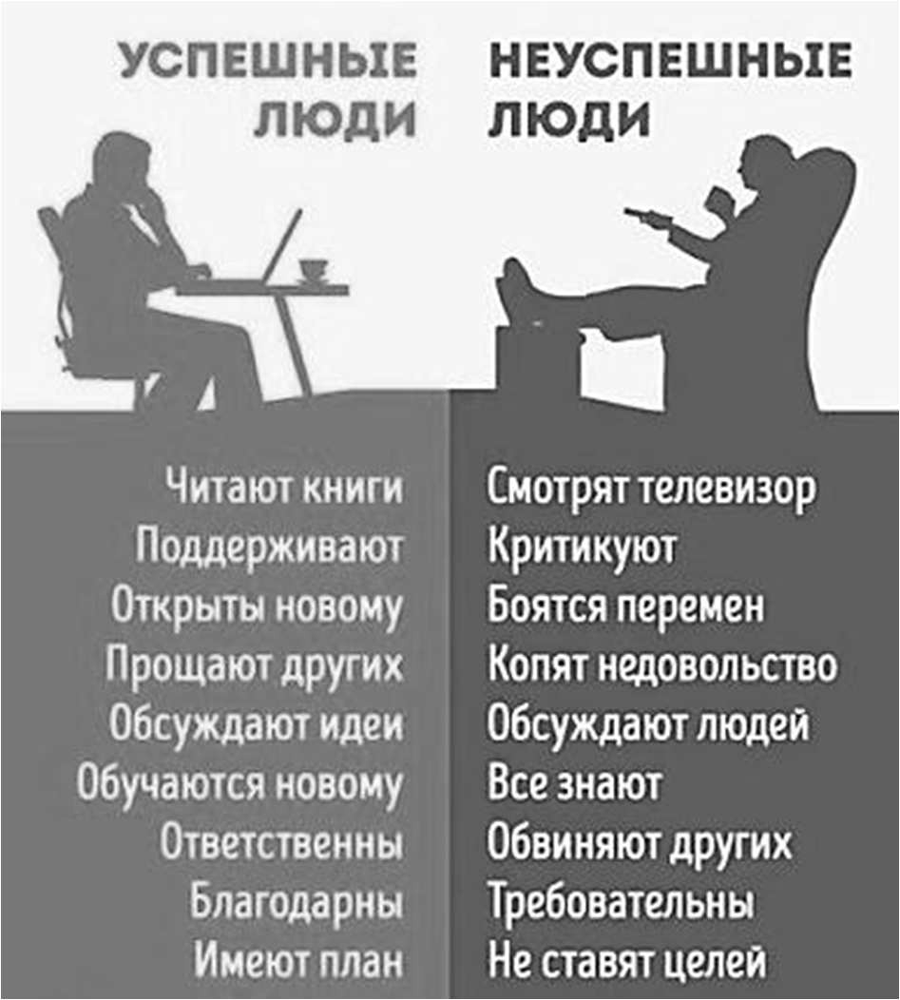 УСПЕШНЫЕ
ЛЮДИ
НЕУСПЕШНЫЕ
ЛЮДИ
Читают книги
Поддерживают
Открыты новому
Прощают других
Обсуждают идеи
Обучаются новому
Ответственны
Благодарны
Имеют план
Смотрят телевизор
Критикуют
Боятся перемен
Копят недовольство
Обсуждают людей
Все знают
Обвиняют других
Требовательны
Не ставят целей